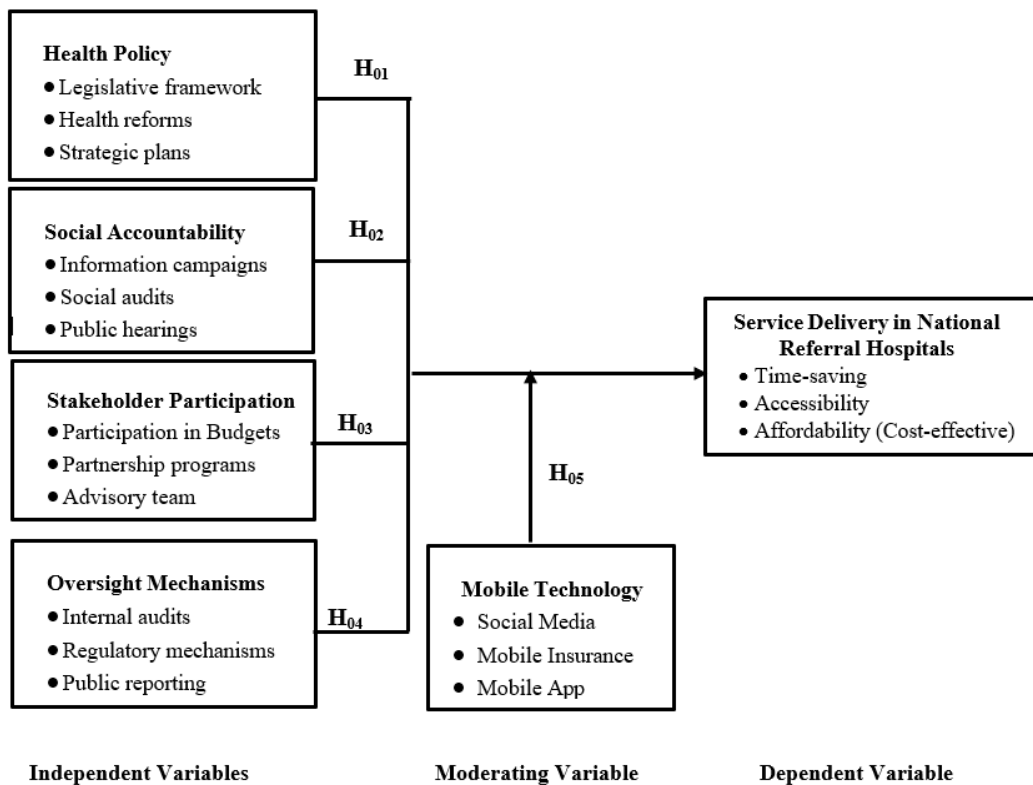 Health Policy
● Legislative framework
● Health reforms
● Strategic plans
H01
Social Accountability
● Information campaigns
● Social audits
● Public hearings
H02
Stakeholder Participation
● Participation in Budgets
● Partnership programs
● Advisory team
H03
Oversight Mechanisms
● Internal audits
● Regulatory mechanisms
● Public reporting
H04
Mobile Technology
● Social Media
● Mobile Insurance
● Mobile App
H05
Service Delivery in National
Referral Hospitals
● Time-saving
● Accessibility
● Affordability (Cost-effective)
Independent Variables
Moderating Variable
Dependent Variable